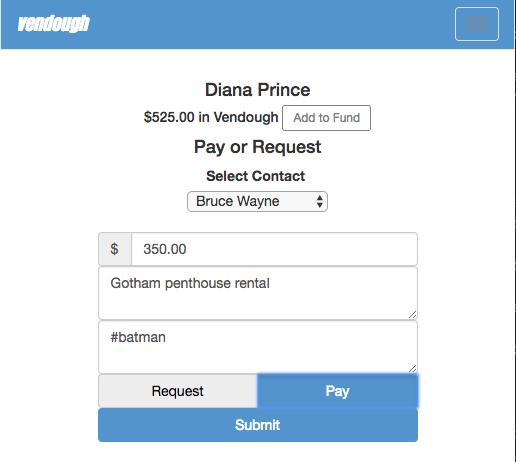 vendough
Diana Prince
$525.00 in Vendough Add to Fund
Pay or Request
Select Contact
Bruce Wayne
$ 350.00
Gotham penthouse rental
#batman
Request Pay
Submit